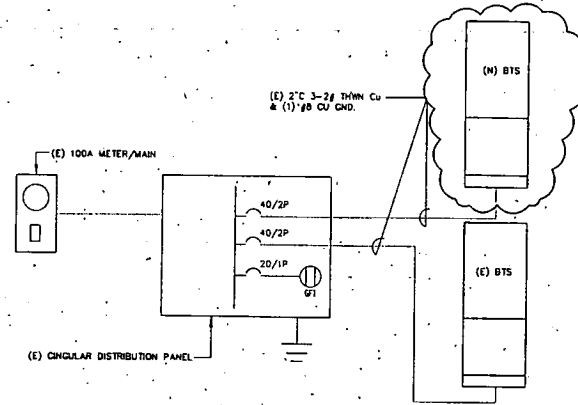 (N) BTS
(E) 2"C 3-2# THWN Cu
& (1) #8 CU GND.
(E) 100A METER/MAIN
40/2P
40/2P
20/1P
GFI
(E) BTS
(E) CINGULAR DISTRIBUTION PANEL